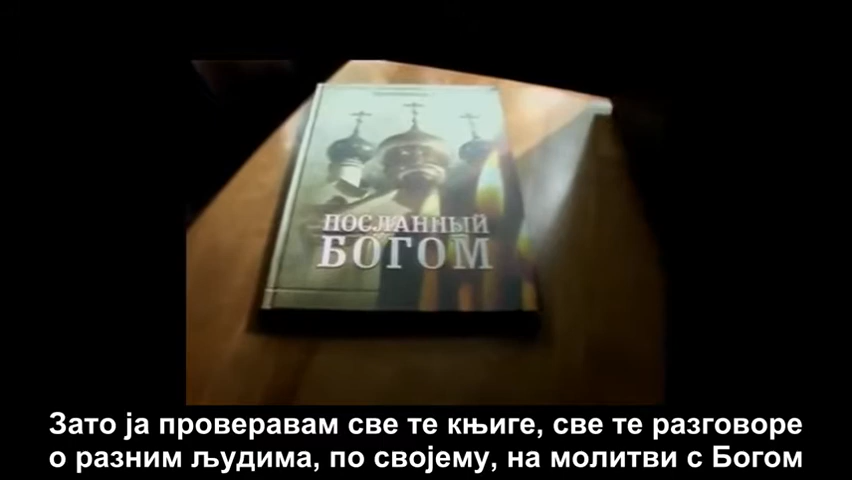 ПОСЛАННЫЙ
БОГОМ
Зато ја проверавам све те књиге, све те разговоре
о разним људима, по својему, на молитви с Богом